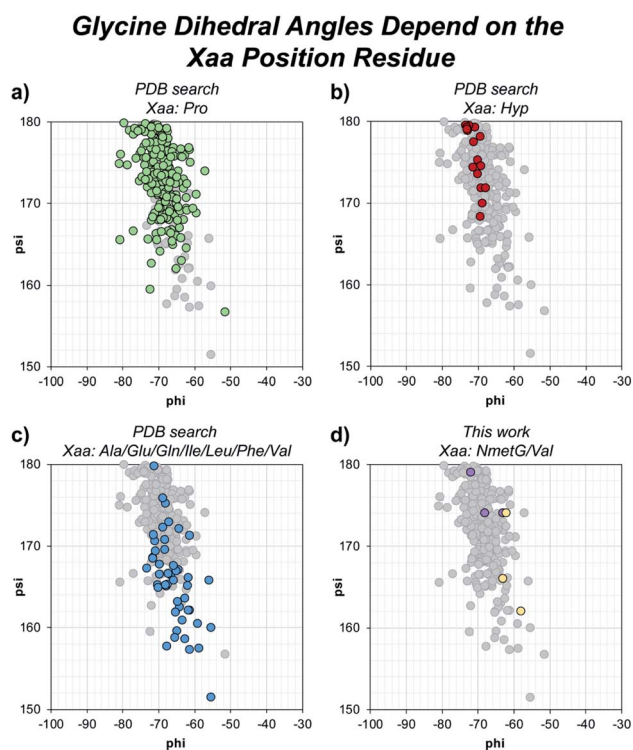 Glycine Dihedral Angles Depend on the
Xaa Position Residue
a)
PDB search
Xaa: Pro
180
170
160
150
psi
-100 -90 -80 -70 -60 -50 -40 -30
phi
b)
PDB search
Xaa: Hyp
180
170
160
150
psi
-100 -90 -80 -70 -60 -50 -40 -30
phi
c)
PDB search
Xaa: Ala/Glu/Gln/Ile/Leu/Phe/Val
180
170
160
150
psi
-100 -90 -80 -70 -60 -50 -40 -30
phi
d)
This work
Xaa: NmetG/Val
180
170
160
150
psi
-100 -90 -80 -70 -60 -50 -40 -30
phi